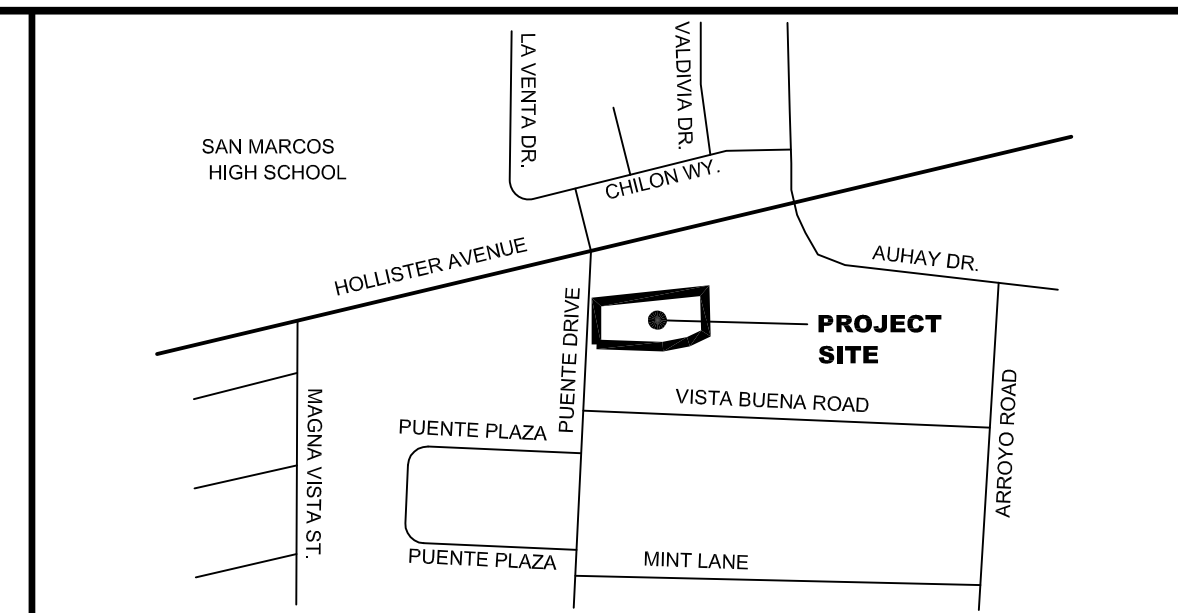 LA VENTA DR.
VALDIVIA DR.
SAN MARCOS
HIGH SCHOOL
CHILON WY.
HOLLISTER AVENUE
AUHAY DR.
PUENTE DRIVE
PROJECT
SITE
MAGNA VISTA ST.
VISTA BUENA ROAD
ARROYO ROAD
PUENTE PLAZA
PUENTE PLAZA
MINT LANE